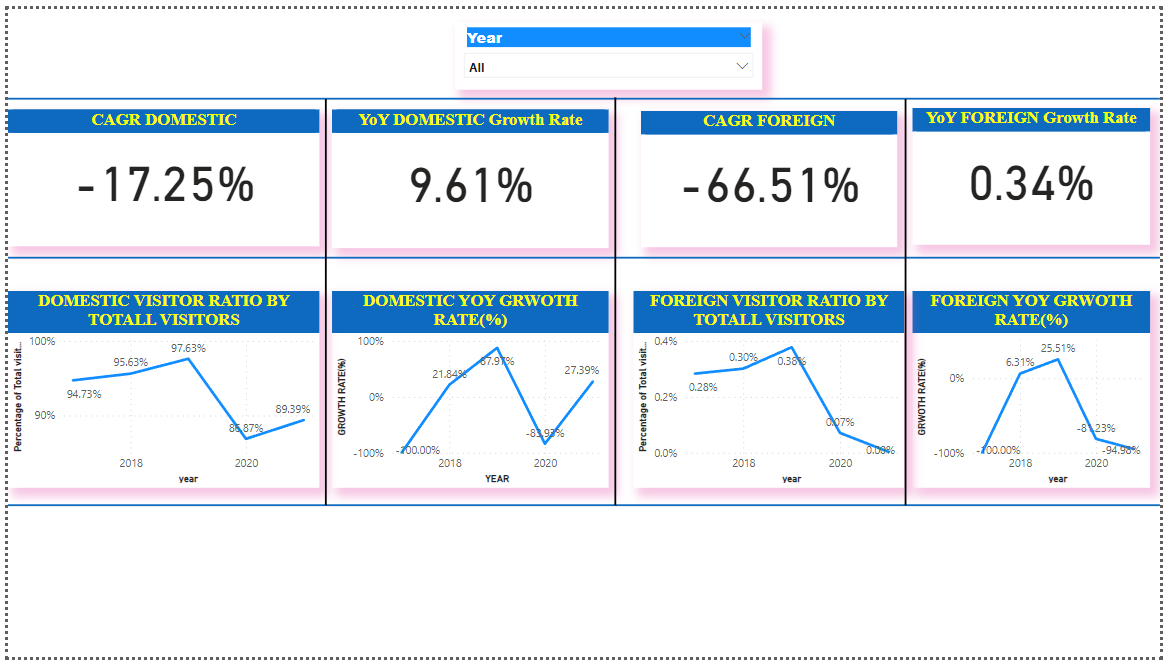 Year
All
CAGR DOMESTIC
-17.25%
YoY DOMESTIC Growth Rate
9.61%
CAGR FOREIGN
-66.51%
YoY FOREIGN Growth Rate
0.34%
DOMESTIC VISITOR RATIO BY
TOTALL VISITORS
Percentage of Total visit...
100%
90%
94.73%
95.63%
97.63%
86.87%
89.39%
2018
2020
year
DOMESTIC YOY GRWOTH
RATE(%)
GROWTH RATE(%)
100%
0%
-100%
-100.00%
21.84%
87.97%
-83.93%
27.39%
2018
2020
YEAR
FOREIGN VISITOR RATIO BY
TOTALL VISITORS
Percentage of Total visit...
0.4%
0.2%
0.0%
0.28%
0.30%
0.38%
0.07%
0.00%
2018
2020
year
FOREIGN YOY GRWOTH
RATE(%)
GRWOTH RATE(%)
0%
-100%
-100.00%
6.31%
25.51%
-81.23%
-94.98%
2018
2020
year